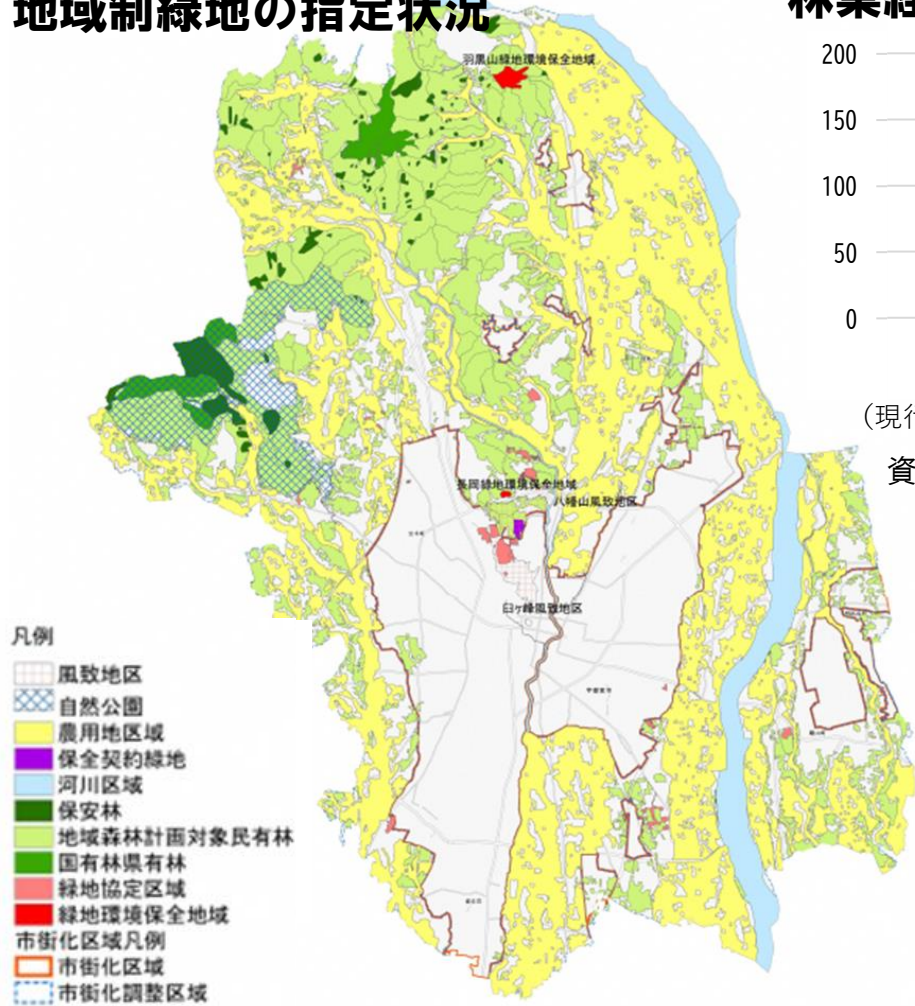 地域制緑地の指定状況
林業経
200
150
100
50
0
(現行
資
羽黒山緑地環境保全地域
長岡緑地環境保全地域
八幡山風致地区
臼ヶ峰風致地区
凡例
風致地区
自然公園
農用地区域
保全契約緑地
河川区域
保安林
地域森林計画対象民有林
国有林県有林
緑地協定区域
緑地環境保全地域
市街化区域凡例
市街化区域
市街化調整区域